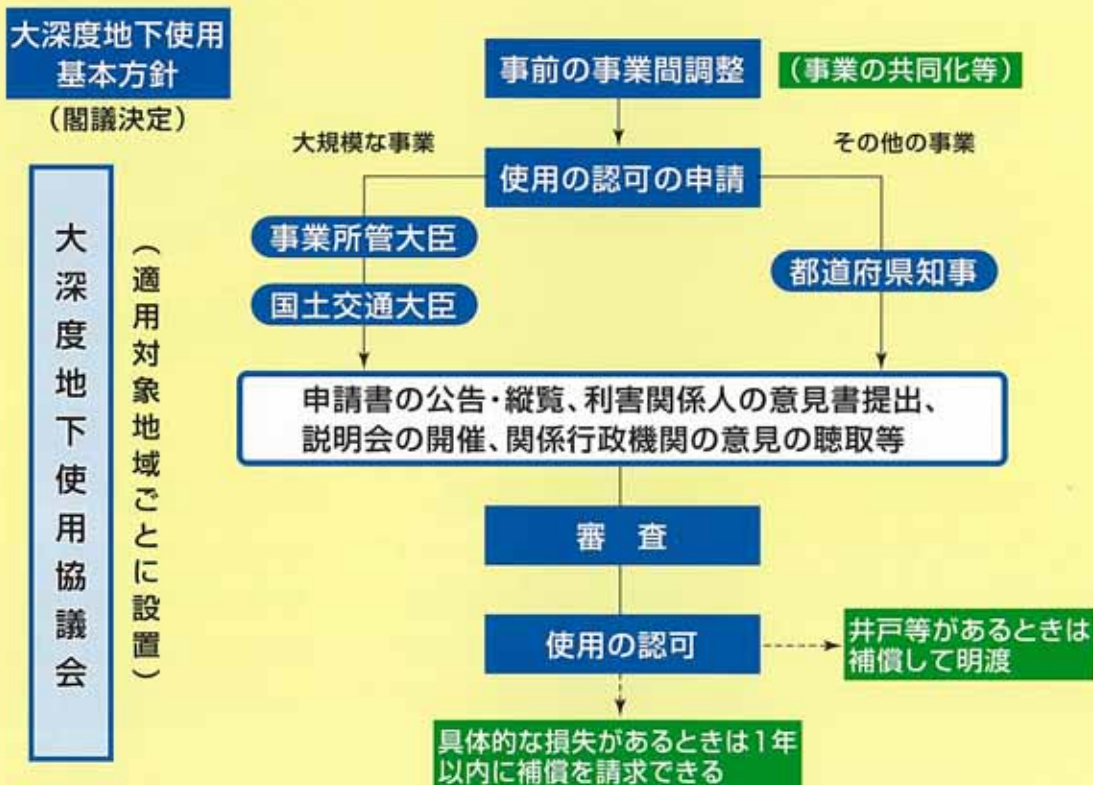 大深度地下使用
基本方針
(閣議決定)
大深度地下使用協議会
(適用対象地域ごとに設置)
事前の事業間調整
(事業の共同化等)
大規模な事業
その他の事業
使用の認可の申請
事業所管大臣
国土交通大臣
都道府県知事
申請書の公告・縦覧、利害関係人の意見書提出、
説明会の開催、関係行政機関の意見の聴取等
審 査
使用の認可
井戸等があるときは
補償して明渡
具体的な損失があるときは1年
以内に補償を請求できる